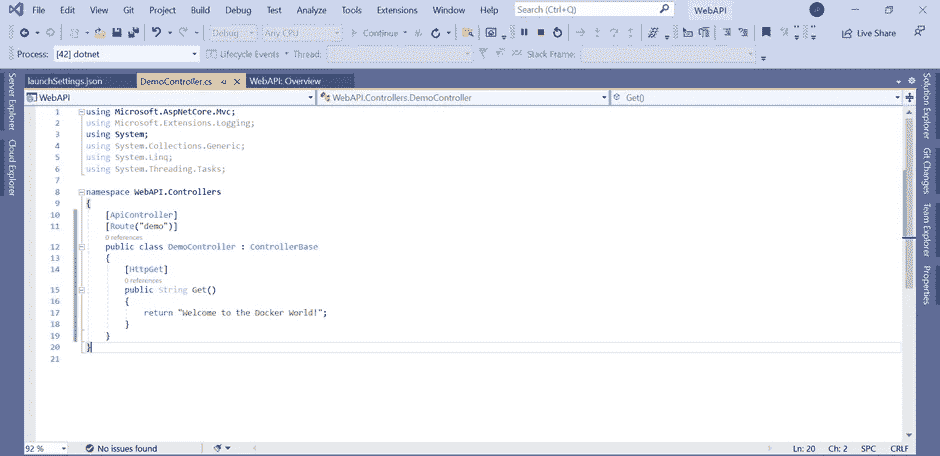 File Edit View Git Project Build Debug Test Analyze Tools Extensions Window Help Search (Ctrl+Q) WebAPI
Debug Any CPU Continue Live Share
Process: [42] dotnet Lifecycle Events Thread: Stack Frame:
launchSettings.json DemoController.cs WebAPI: Overview
WebAPI WebAPI.Controllers.DemoController Get()
Server Explorer
Cloud Explorer
1 using Microsoft.AspNetCore.Mvc;
2 using Microsoft.Extensions.Logging;
3 using System;
4 using System.Collections.Generic;
5 using System.Linq;
6 using System.Threading.Tasks;
7
8 namespace WebAPI.Controllers
9 {
10 [ApiController]
11 [Route("demo")]
0 references
12 public class DemoController : ControllerBase
13 {
14 [HttpGet]
0 references
15 public String Get()
16 {
17 return "Welcome to the Docker World!";
18 }
19 }
20 }
21
Solution Explorer
Git Changes
Team Explorer
Properties
92 % No issues found Ln: 20 Ch: 2 SPC CRLF